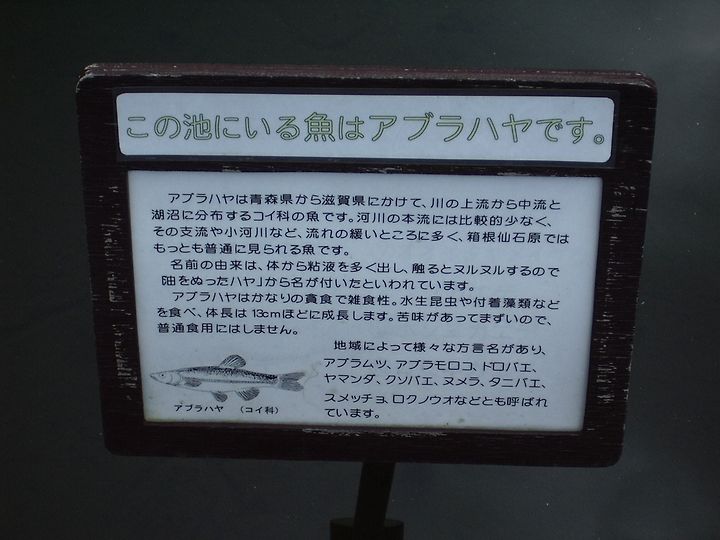 この池にいる魚はアブラハヤです。
アブラハヤは青森県から滋賀県にかけて、川の上流から中流と
湖沼に分布するコイ科の魚です。河川の本流には比較的少なく、
その支流や小河川など、流れの緩いところに多く、箱根仙石原では
もっとも普通に見られる魚です。
名前の由来は、体から粘液を多く出し、触るとヌルヌルするので
「油をぬったハヤ」から名が付いたといわれています。
アブラハヤはかなりの貪食で雑食性。水生昆虫や付着藻類など
を食べ、体長は13cmほどに成長します。苦味があってまずいので、
普通食用にはしません。
地域によって様々な方言名があり、
アブラムツ、アブラモロコ、ドロバエ、
ヤマンダ、クソバエ、ヌメラ、タニバエ、
スメッチョ、ロクノウオなどとも呼ばれ
ています。
アブラハヤ （コイ科）